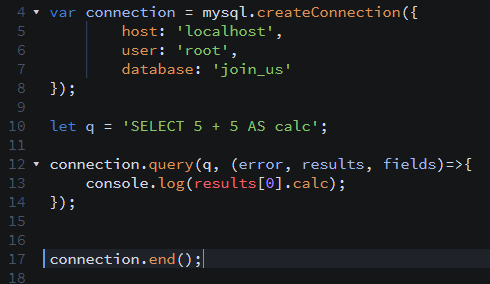 4 var connection = mysql.createConnection({
5 host: 'localhost',
6 user: 'root',
7 database: 'join_us'
8 });
9
10 let q = 'SELECT 5 + 5 AS calc';
11
12 connection.query(q, (error, results, fields)=>{
13 console.log(results[0].calc);
14 });
15
16
17 connection.end();
18